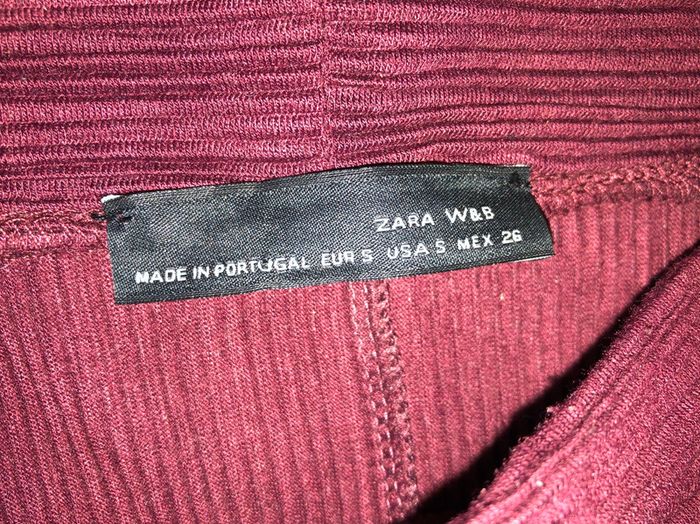 ZARA W&B
MADE IN PORTUGAL EUR S USA S MEX 26